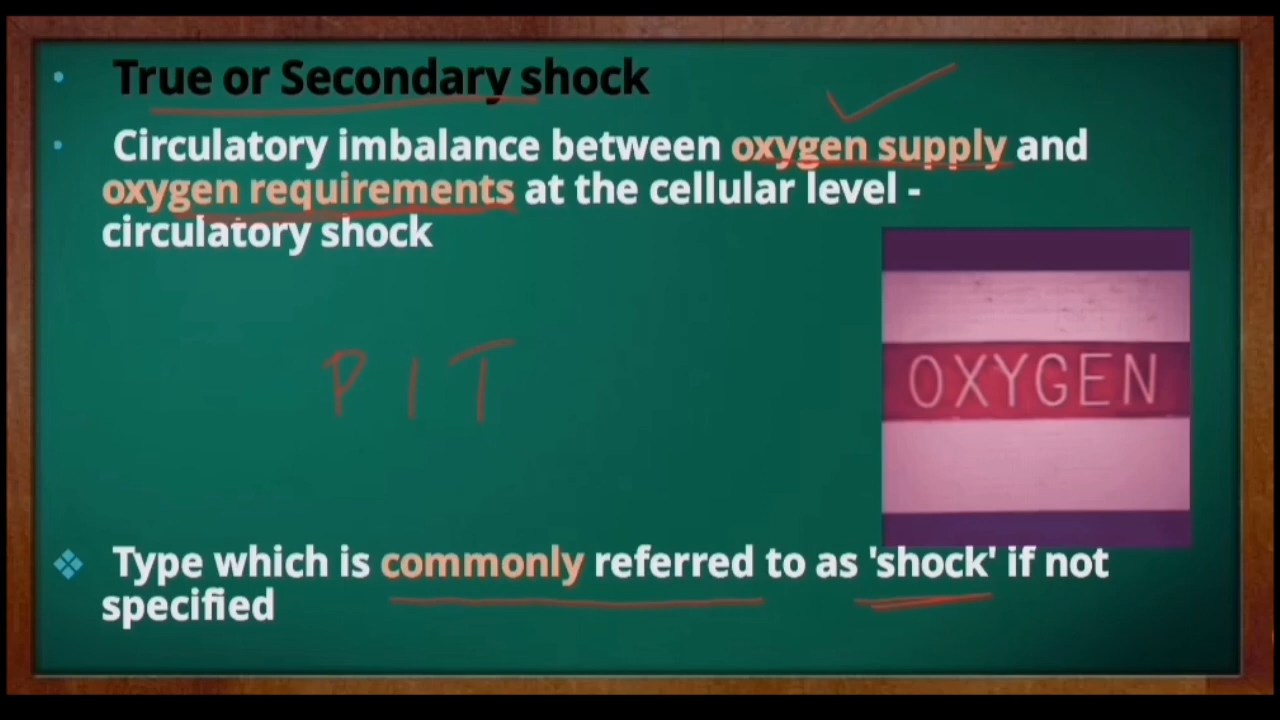 True or Secondary shock
Circulatory imbalance between oxygen supply and
oxygen requirements at the cellular level -
circulatory shock
P I T
OXYGEN
Type which is commonly referred to as 'shock' if not
specified